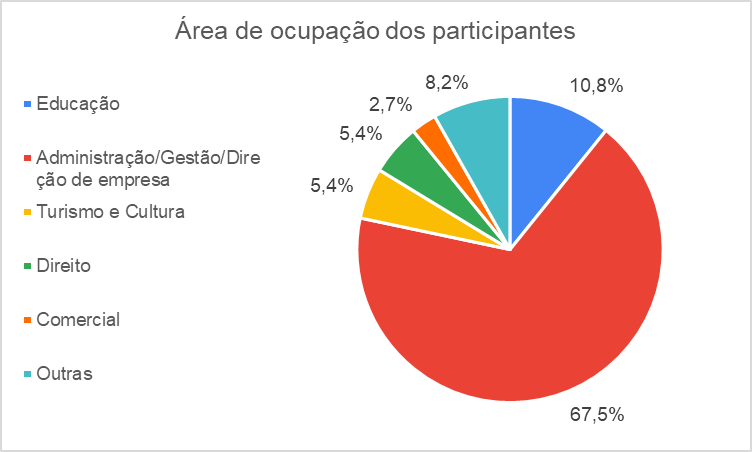 Área de ocupação dos participantes
Educação
Administração/Gestão/Dire
ção de empresa
Turismo e Cultura
Direito
Comercial
Outras
8,2%
10,8%
2,7%
5,4%
5,4%
67,5%